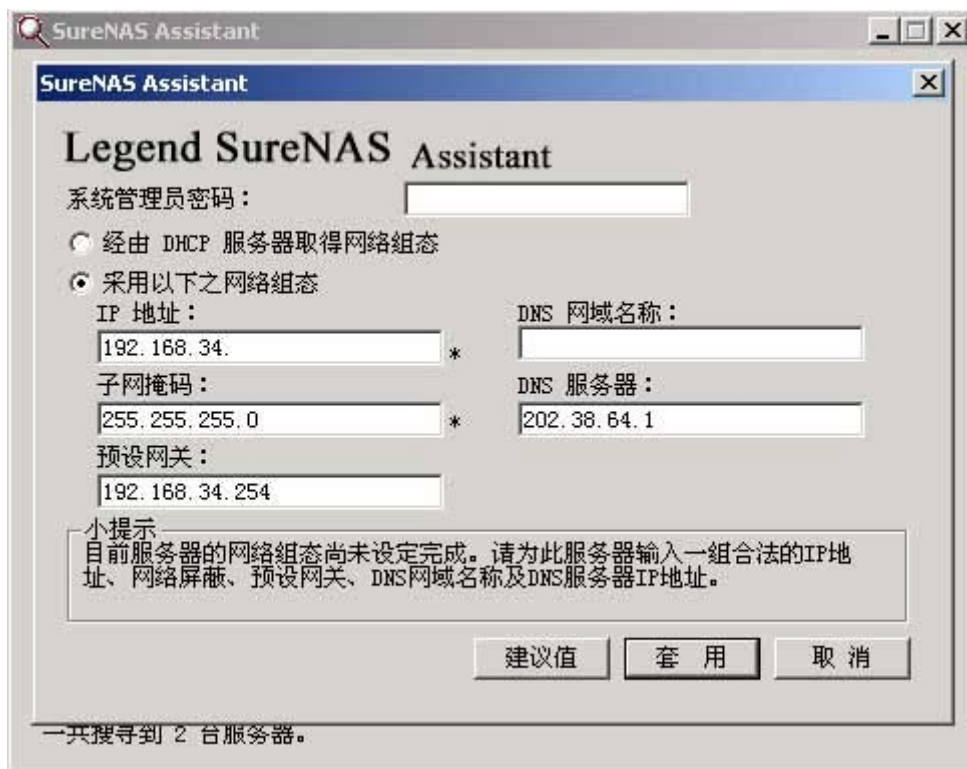 SureNAS Assistant
SureNAS Assistant
Legend SureNAS Assistant
系统管理员密码：
经由 DHCP 服务器取得网络组态
采用以下之网络组态
IP 地址：
192.168.34.
*
DNS 网域名称：
子网掩码：
255.255.255.0
*
DNS 服务器：
202.38.64.1
预设网关：
192.168.34.254
小提示
目前服务器的网络组态尚未设定完成。请为此服务器输入一组合法的IP地
址、网络屏蔽、预设网关、DNS网域名称及DNS服务器IP地址。
建议值
套 用
取 消
一共搜寻到 2 台服务器。